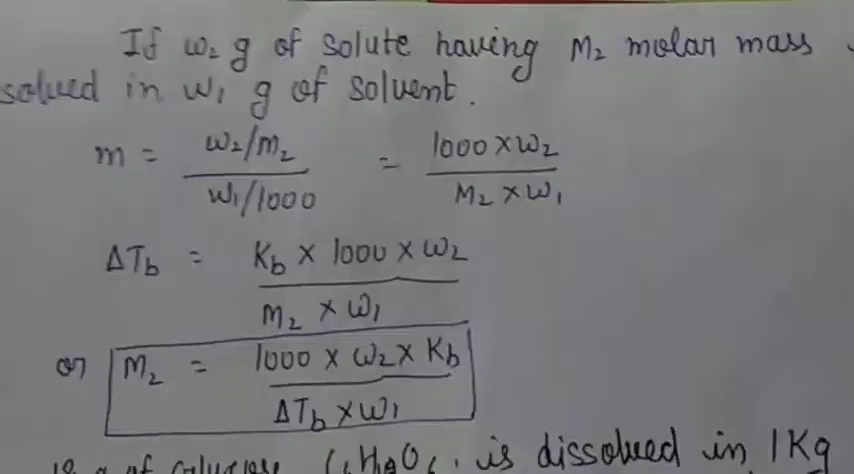 If w₂ g of solute having M₂ molar mass
solved in w₁ g of solvent.
m = w₂/M₂ / w₁/1000 = 1000 × w₂ / M₂ × w₁
ΔTb = Kb × 1000 × w₂ / M₂ × w₁
or M₂ = 1000 × w₂ × Kb / ΔTb × w₁
g of is dissolved in 1 Kg